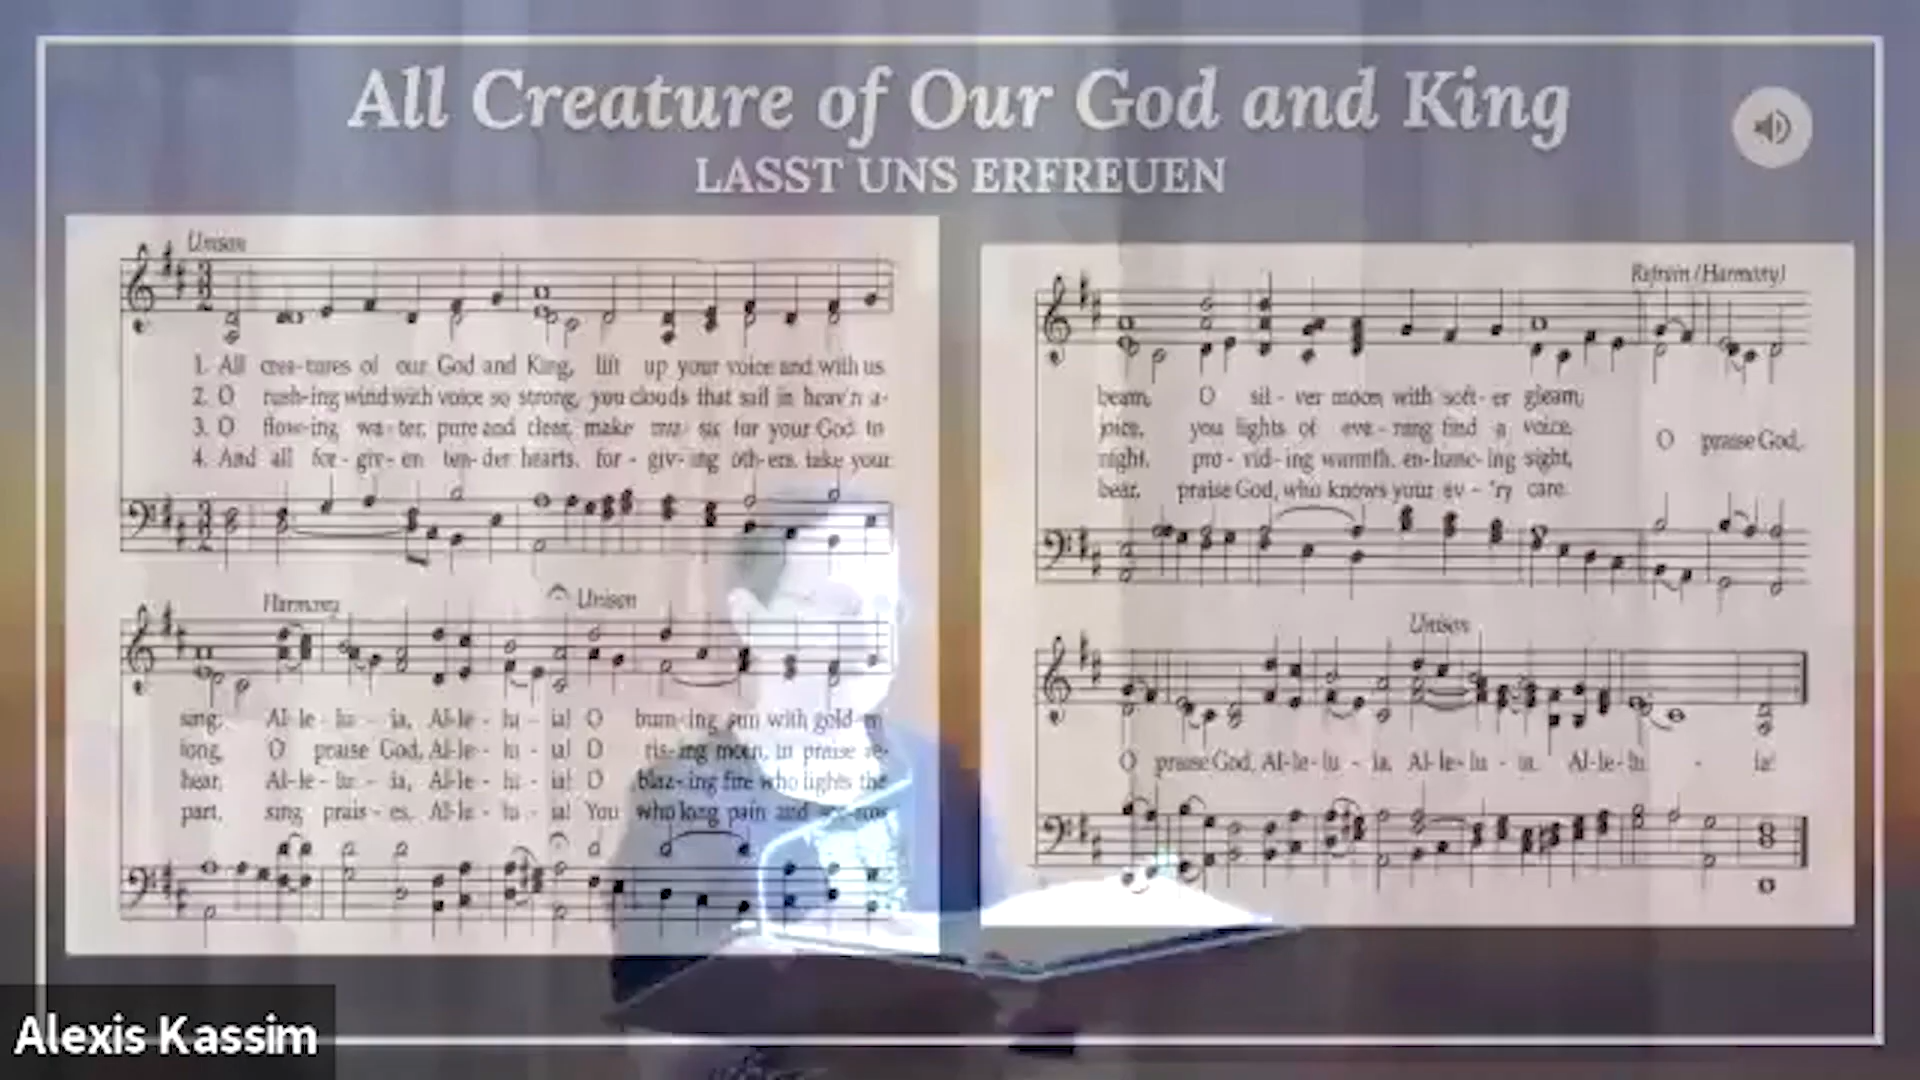 All Creature of Our God and King
LASST UNS ERFREUEN
Unison
1. All crea-tures of our God and King, lift up your voice and with us
2. O rush-ing wind with voice so strong, you clouds that sail in heav'n a-
3. O flow-ing wa-ter, pure and clear, make mu-sic for your God to
4. And all for-giv-en ten-der hearts, for-giv-ing oth-ers, take your
Harmony
Unison
sing, Al-le-lu-ia, Al-le-lu-ia! O burn-ing sun with gold-en
long, O praise God, Al-le-lu-ia! O ris-ing moon, in praise re-
hear, Al-le-lu-ia, Al-le-lu-ia! O blaz-ing fire who lights the
part, sing prais-es, Al-le-lu-ia! You who long pain and
Refrain (Harmony)
beam, O sil-ver moon with soft-er gleam,
joice, you lights of eve-ning find a voice,
O praise God,
night, pro-vid-ing warmth, en-hanc-ing sight,
bear, praise God, who knows your ev-'ry care.
Unison
O praise God, Al-le-lu-ia, Al-le-lu-ia, Al-le-lu-ia!
Alexis Kassim